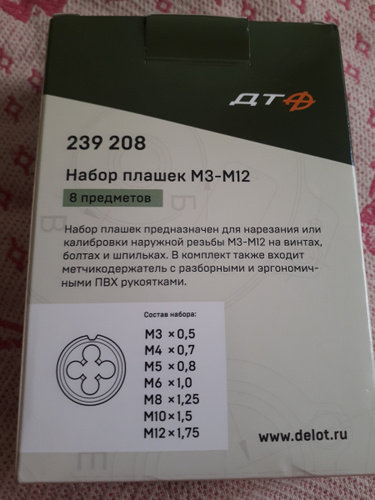 ДТФ
239 208
Набор плашек М3-М12
8 предметов
Набор плашек предназначен для нарезания или
калибровки наружной резьбы М3-М12 на винтах,
болтах и шпильках. В комплект также входит
метчикодержатель с разборными и эргономич-
ными ПВХ рукоятками.
Состав набора:
М3 ×0,5
М4 ×0,7
М5 ×0,8
М6 ×1,0
М8 ×1,25
М10×1,5
М12×1,75
www.delot.ru